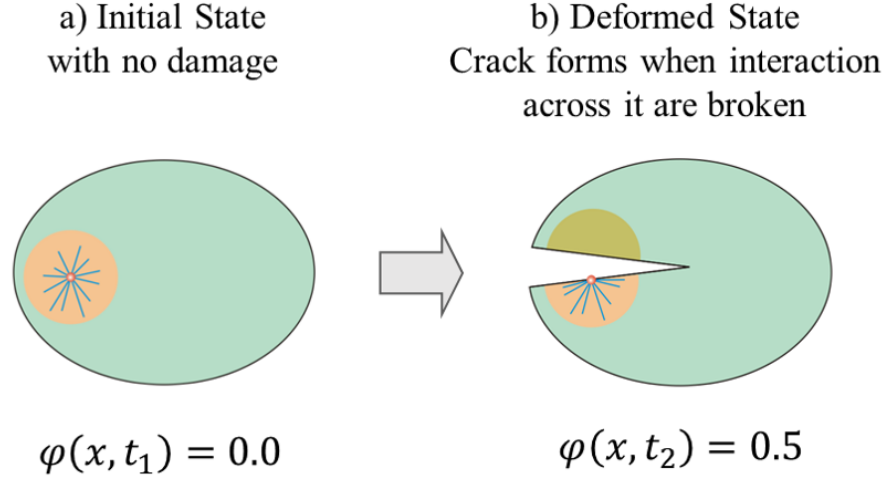 a) Initial State
with no damage
b) Deformed State
Crack forms when interaction
across it are broken
φ(x, t₁) = 0.0
φ(x, t₂) = 0.5